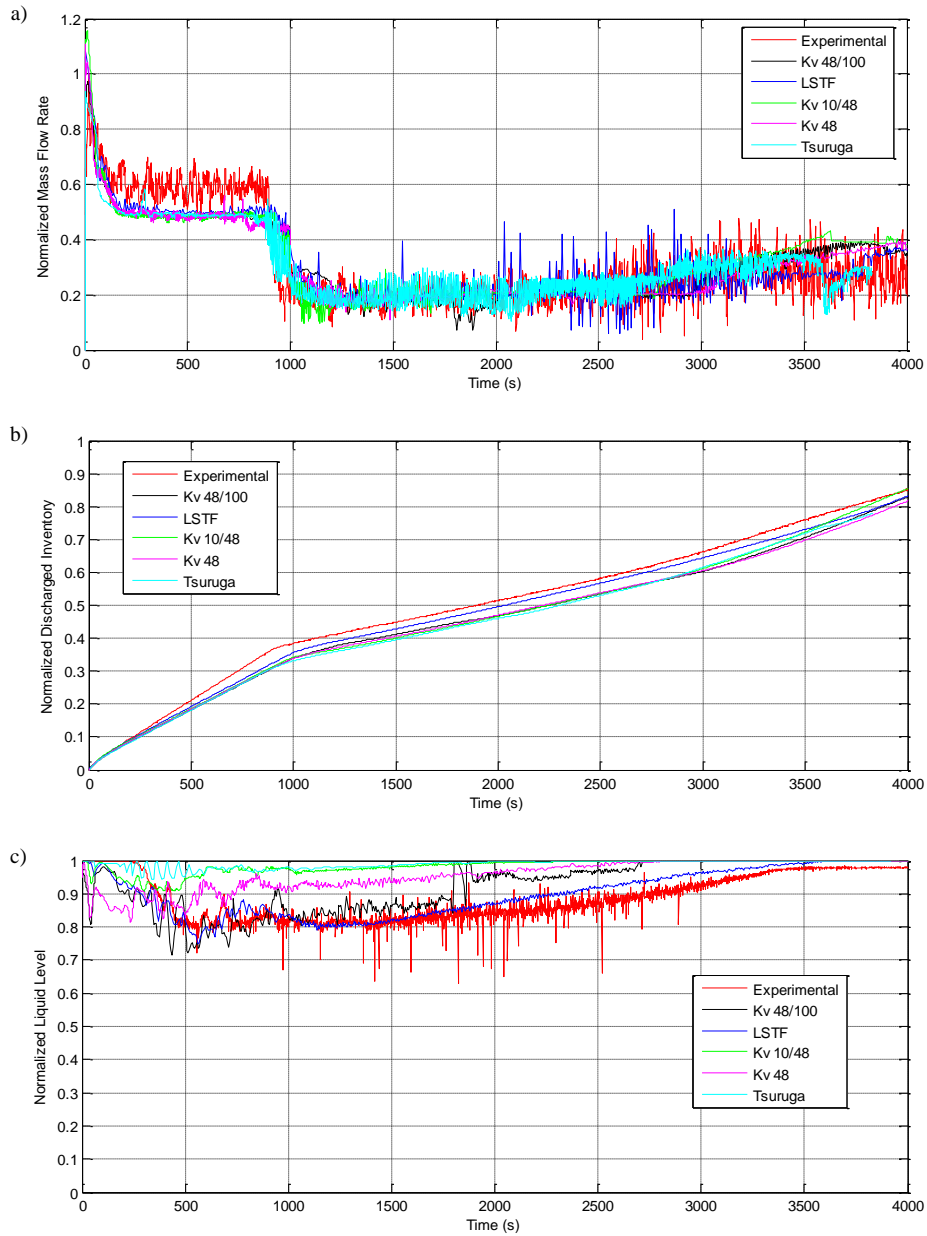 a)
1.2
1
0.8
0.6
0.4
0.2
0
Normalized Mass Flow Rate
Experimental
Kv 48/100
LSTF
Kv 10/48
Kv 48
Tsuruga
0 500 1000 1500 2000 2500 3000 3500 4000
Time (s)
b)
1
0.9
0.8
0.7
0.6
0.5
0.4
0.3
0.2
0.1
0
Normalized Discharged Inventory
Experimental
Kv 48/100
LSTF
Kv 10/48
Kv 48
Tsuruga
0 500 1000 1500 2000 2500 3000 3500 4000
Time (s)
c)
1
0.9
0.8
0.7
0.6
0.5
0.4
0.3
0.2
0.1
0
Normalized Liquid Level
Experimental
Kv 48/100
LSTF
Kv 10/48
Kv 48
Tsuruga
0 500 1000 1500 2000 2500 3000 3500 4000
Time (s)